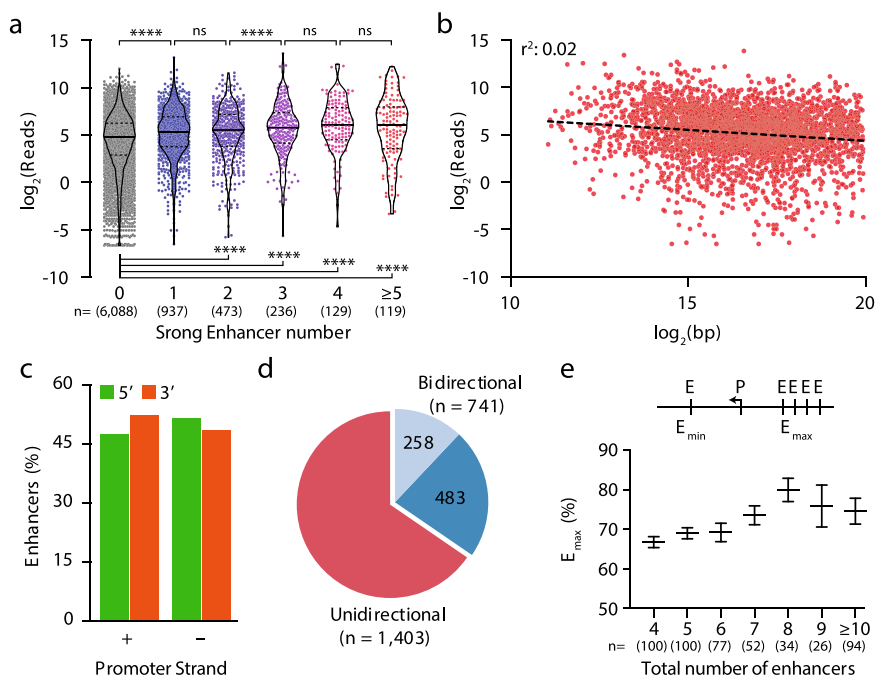 a
**** ns **** ns ns
log2(Reads)
15
10
5
0
-5
-10
****
****
****
****
0 1 2 3 4 ≥5
n= (6,088) (937) (473) (236) (129) (119)
Srong Enhancer number
b
r2: 0.02
log2(Reads)
15
10
5
0
-5
-10
10 15 20
log2(bp)
c
5′ 3′
Enhancers (%)
60
45
30
15
0
+ −
Promoter Strand
d
Bidirectional
(n = 741)
258
483
Unidirectional
(n = 1,403)
e
E P EEE E
Emin Emax
Emax (%)
90
80
70
60
50
4 5 6 7 8 9 ≥10
n= (100) (100) (77) (52) (34) (26) (94)
Total number of enhancers